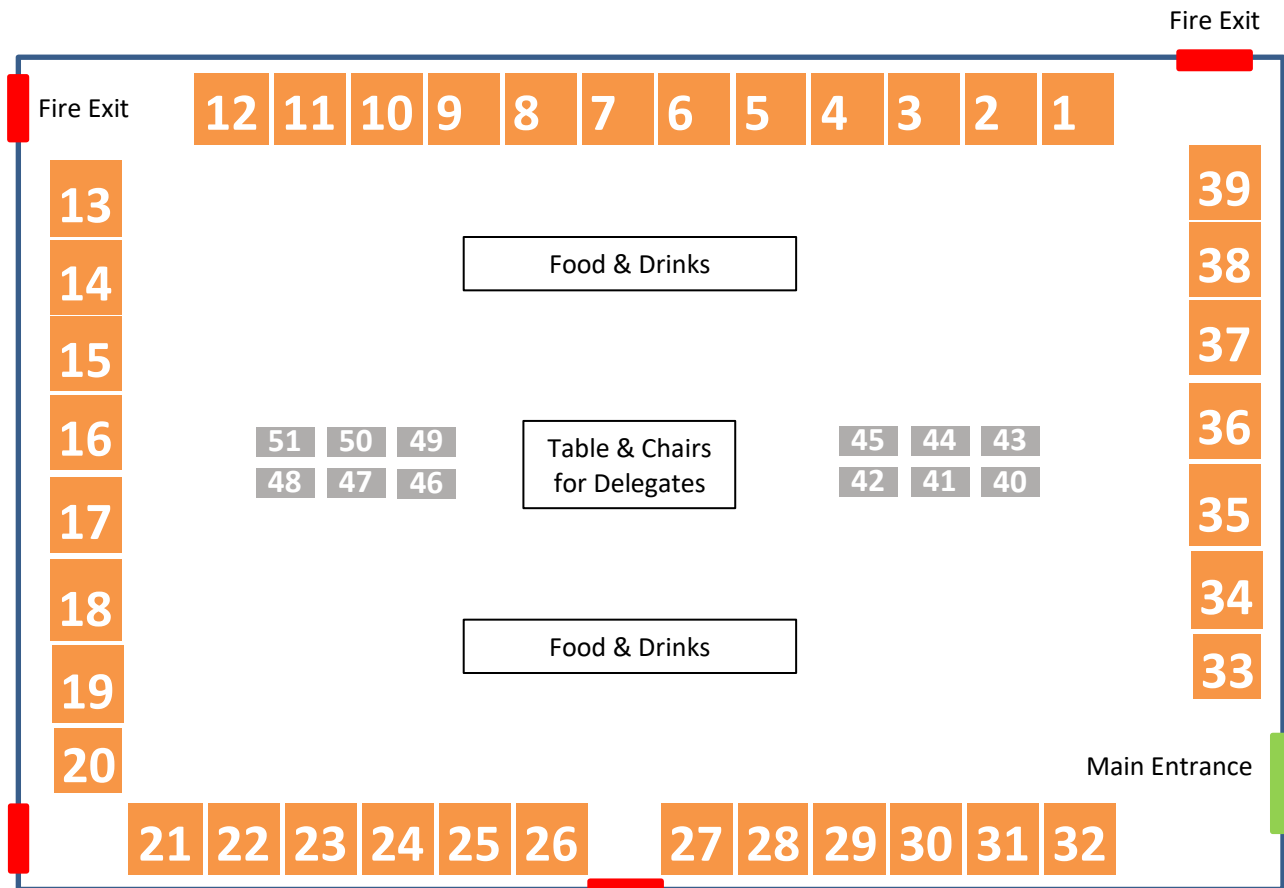 Fire Exit
Fire Exit
12 11 10 9 8 7 6 5 4 3 2 1
13
39
14
Food & Drinks
38
15
37
16
51 50 49
Table & Chairs
for Delegates
45 44 43
36
48 47 46
42 41 40
17
35
18
34
19
Food & Drinks
33
20
Main Entrance
21 22 23 24 25 26 27 28 29 30 31 32